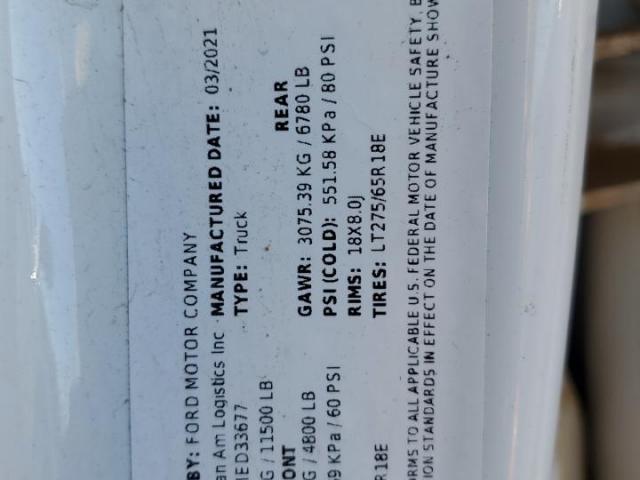 BY: FORD MOTOR COMPANY
an Am Logistics Inc MANUFACTURED DATE: 03/2021
IED33677 TYPE: Truck
G / 11500 LB
ONT REAR
G / 4800 LB GAWR: 3075.39 KG / 6780 LB
9 KPa / 60 PSI PSI (COLD): 551.58 KPa / 80 PSI
RIMS: 18X8.0J
R18E TIRES: LT275/65R18E
ORMS TO ALL APPLICABLE U.S. FEDERAL MOTOR VEHICLE SAFETY, B
ION STANDARDS IN EFFECT ON THE DATE OF MANUFACTURE SHOW